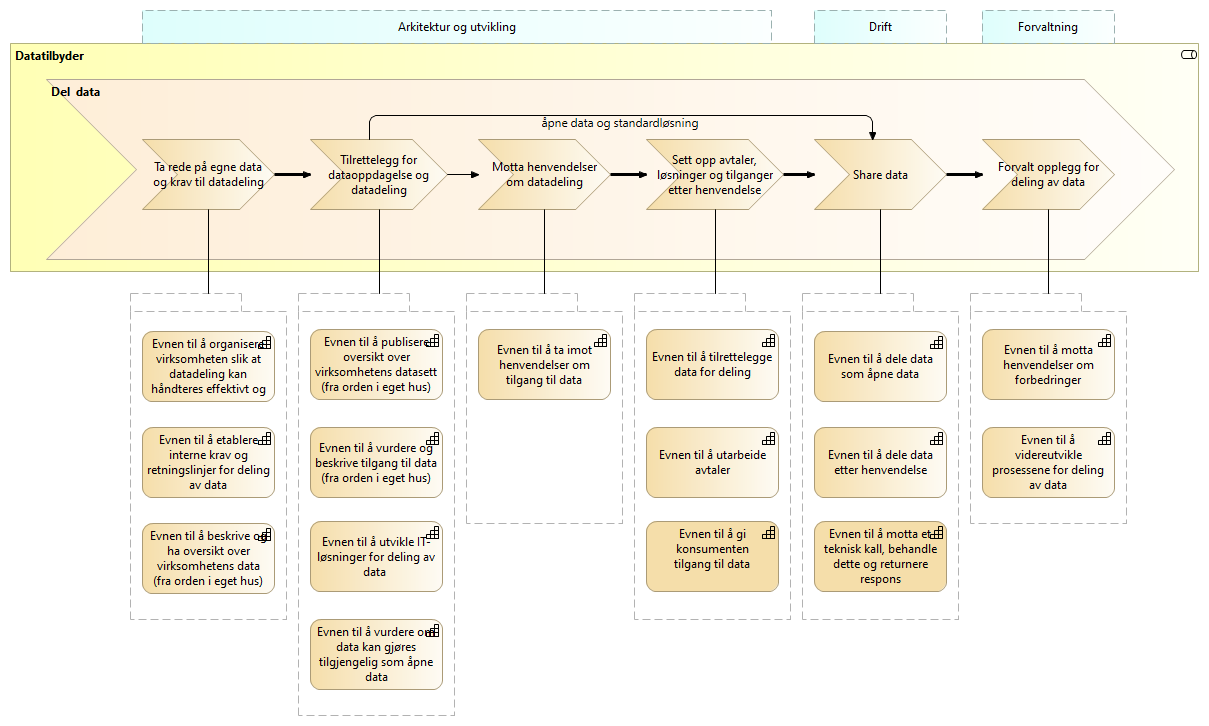 Arkitektur og utvikling
Drift
Forvaltning
Datatilbyder
Del data
åpne data og standardløsning
Ta rede på egne data
og krav til datadeling
Tilrettelegg for
dataoppdagelse og
datadeling
Motta henvendelser
om datadeling
Sett opp avtaler,
løsninger og tilganger
etter henvendelse
Share data
Forvalt opplegg for
deling av data
Evnen til å organisere
virksomheten slik at
datadeling kan
håndteres effektivt og
Evnen til å etablere
interne krav og
retningslinjer for deling
av data
Evnen til å beskrive og
ha oversikt over
virksomhetens data
(fra orden i eget hus)
Evnen til å publisere
oversikt over
virksomhetens datasett
(fra orden i eget hus)
Evnen til å vurdere og
beskrive tilgang til data
(fra orden i eget hus)
Evnen til å utvikle IT-
løsninger for deling av
data
Evnen til å vurdere om
data kan gjøres
tilgjengelig som åpne
data
Evnen til å ta imot
henvendelser om
tilgang til data
Evnen til å tilrettelegge
data for deling
Evnen til å utarbeide
avtaler
Evnen til å gi
konsumenten
tilgang til data
Evnen til å dele data
som åpne data
Evnen til å dele data
etter henvendelse
Evnen til å motta et
teknisk kall, behandle
dette og returnere
respons
Evnen til å motta
henvendelser om
forbedringer
Evnen til å
videreutvikle
prosessene for deling
av data